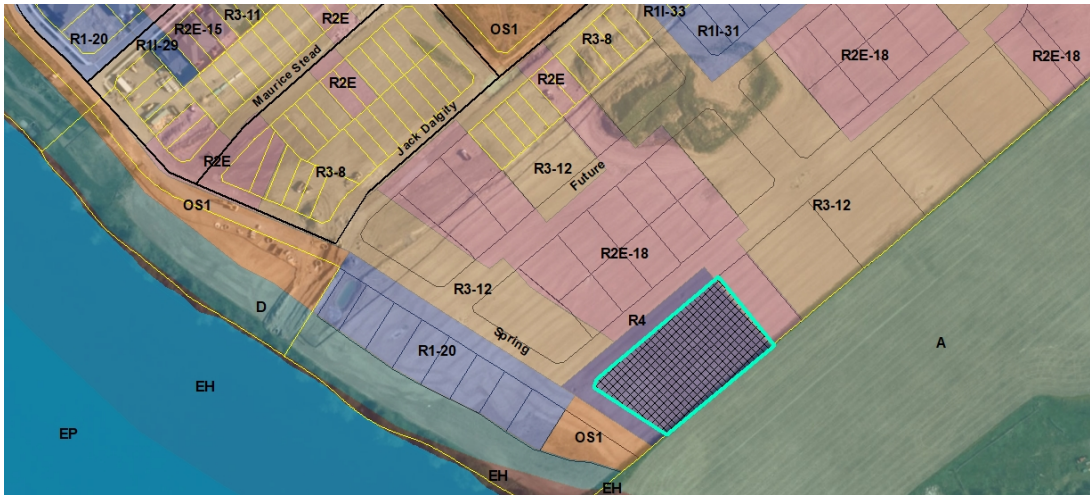 R1I-33
R3-11
R2E
OS1
R1-20
R2E-15
R1I-31
R1I-29
R3-8
R2E-18
R2E-18
R2E
R2E
Maurice Stead
Jack Dalgity
R2E
R3-8
R3-12
Future
OS1
R3-12
R2E-18
R3-12
D
R4
Spring
A
R1-20
EH
EP
OS1
EH
EH